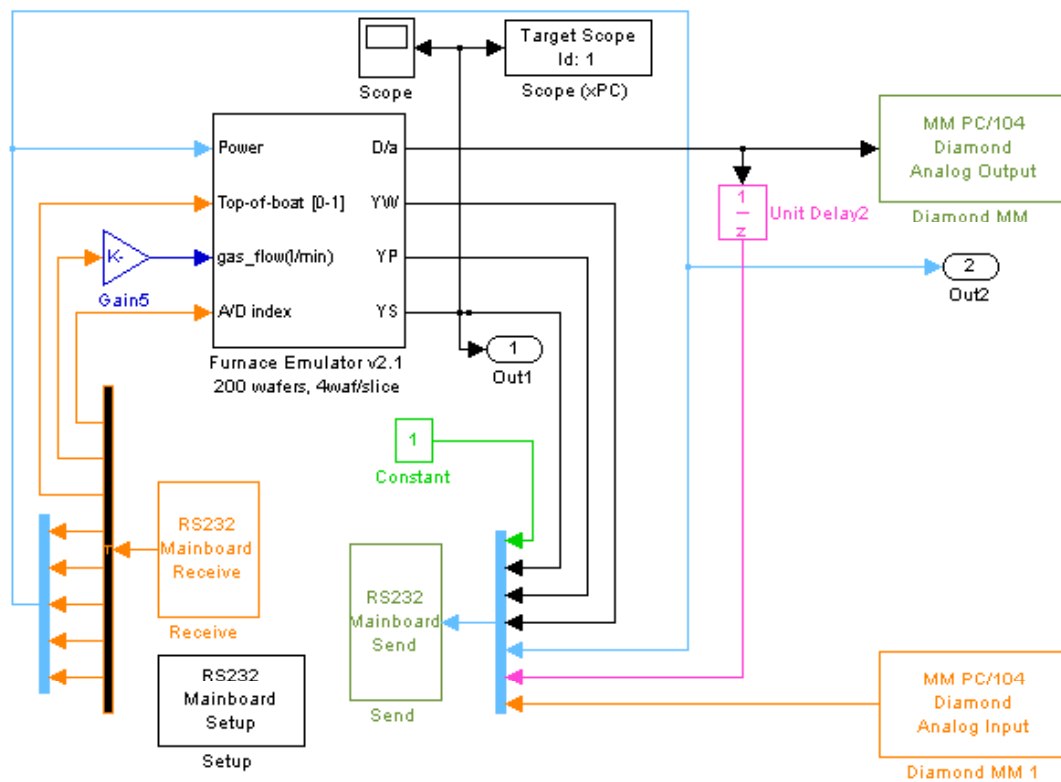 Target Scope
Id: 1
Scope
Scope (xPC)
Power
D/a
Top-of-boat [0-1]
YW
gas_flow(l/min)
YP
A/D index
YS
K-
Gain5
Furnace Emulator v2.1
200 wafers, 4waf/slice
MM PC/104
Diamond
Analog Output
Diamond MM
1
z
Unit Delay2
2
Out2
1
Out1
1
Constant
RS232
Mainboard
Receive
Receive
T
RS232
Mainboard
Setup
Setup
RS232
Mainboard
Send
Send
MM PC/104
Diamond
Analog Input
Diamond MM 1